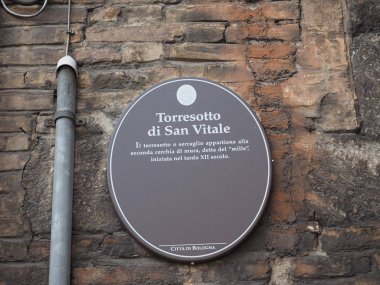 Torresotto
di San Vitale
Il torresotto o serraglio appartiene alla
seconda cerchia di mura, detta del "mille",
iniziata nel tardo XII secolo.
Città di Bologna